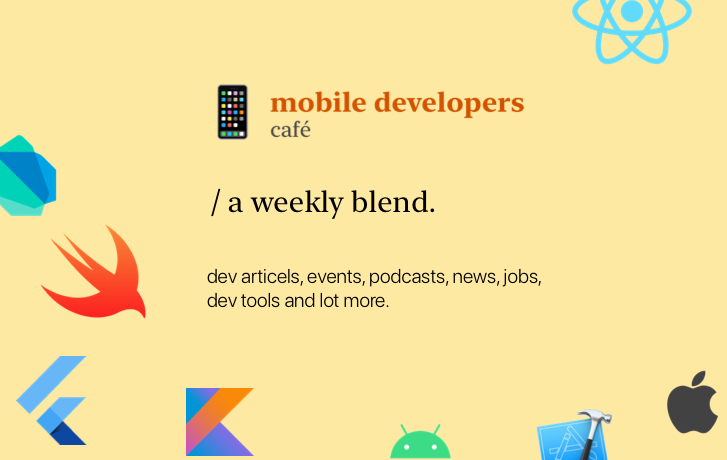 mobile developers
café
/ a weekly blend.
dev articels, events, podcasts, news, jobs,
dev tools and lot more.